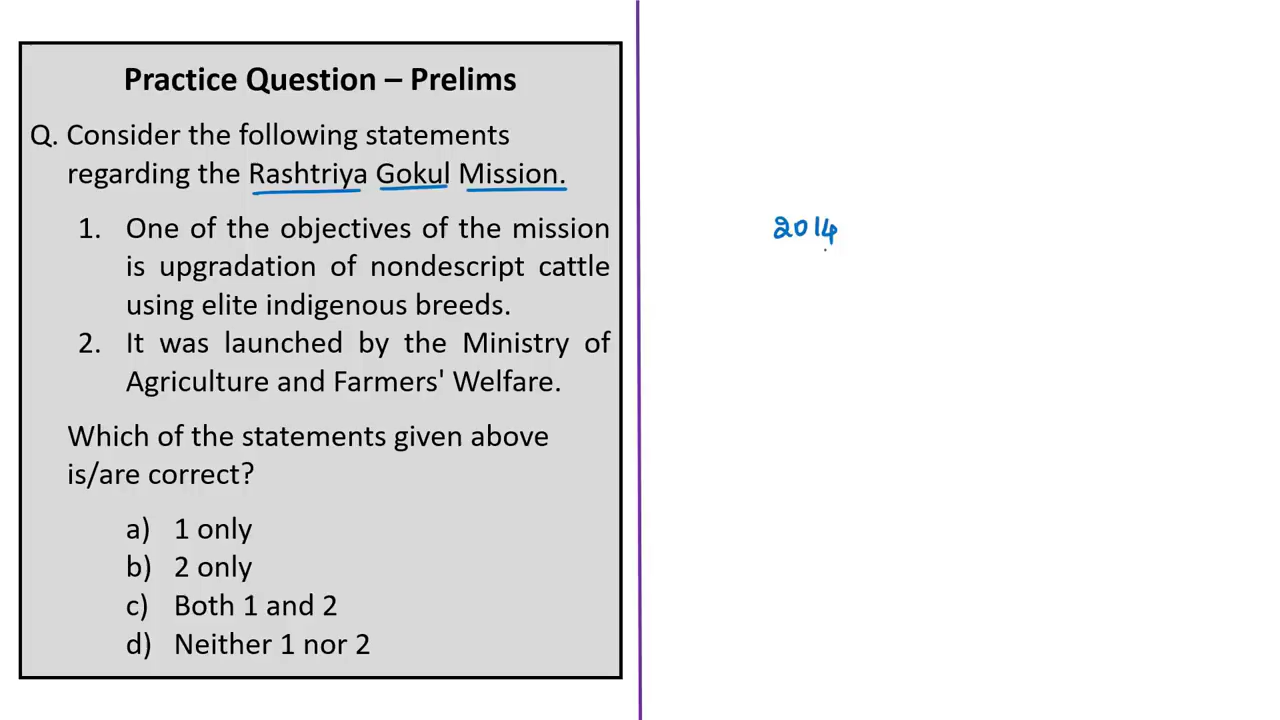 Practice Question – Prelims
Q. Consider the following statements
regarding the Rashtriya Gokul Mission.
1. One of the objectives of the mission
is upgradation of nondescript cattle
using elite indigenous breeds.
2. It was launched by the Ministry of
Agriculture and Farmers' Welfare.
Which of the statements given above
is/are correct?
a) 1 only
b) 2 only
c) Both 1 and 2
d) Neither 1 nor 2
2014